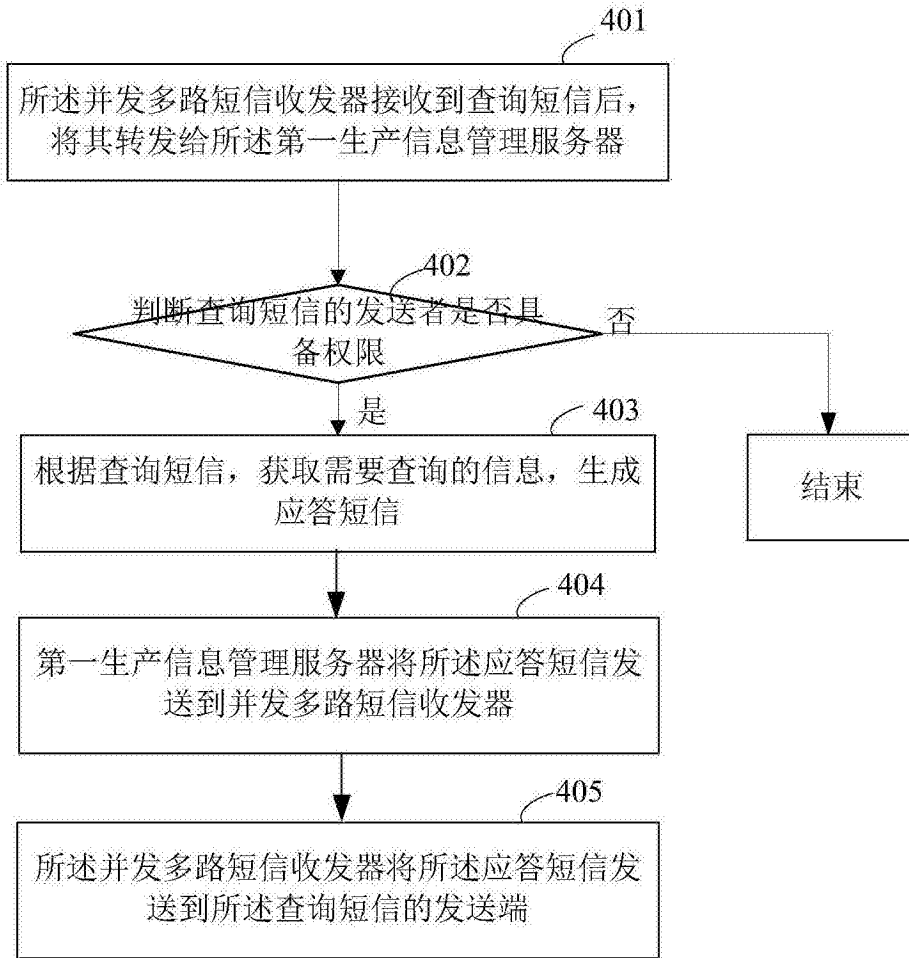 401
所述并发多路短信收发器接收到查询短信后，
将其转发给所述第一生产信息管理服务器
402
判断查询短信的发送者是否具
备权限
否
是
403
根据查询短信，获取需要查询的信息，生成
应答短信
结束
404
第一生产信息管理服务器将所述应答短信发
送到并发多路短信收发器
405
所述并发多路短信收发器将所述应答短信发
送到所述查询短信的发送端